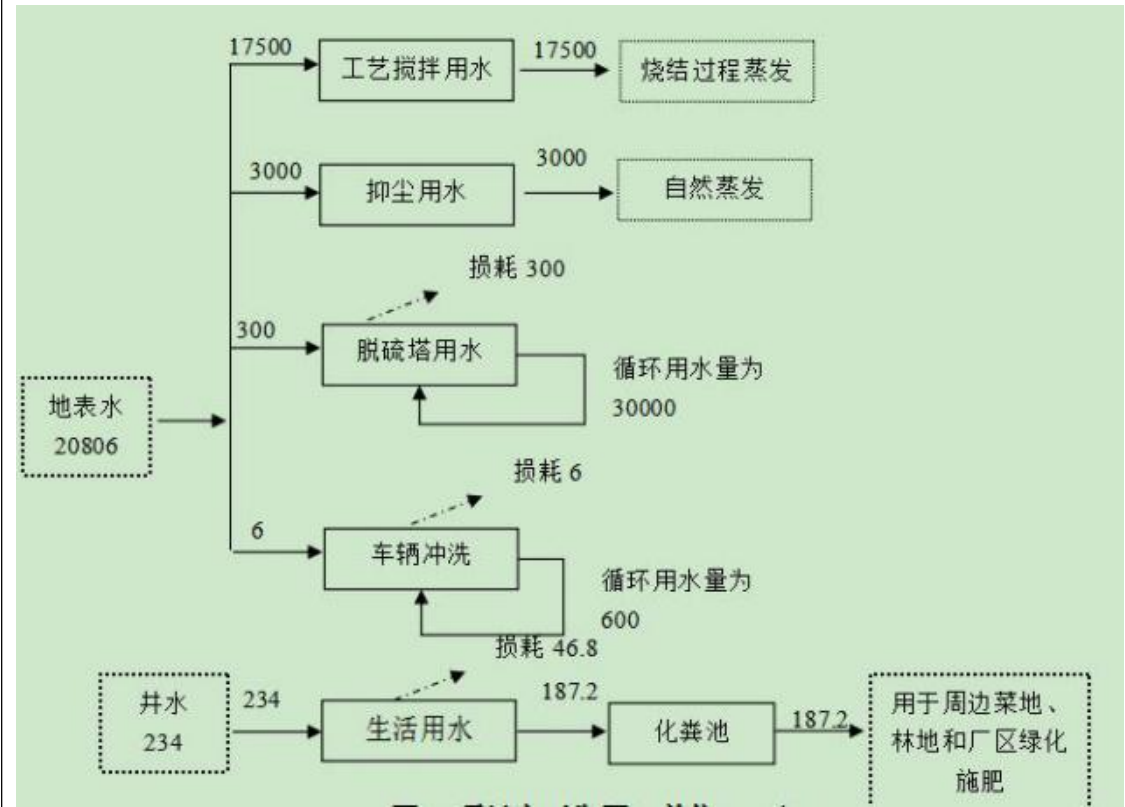 17500
工艺搅拌用水
17500
烧结过程蒸发
3000
抑尘用水
3000
自然蒸发
损耗 300
300
脱硫塔用水
循环用水量为
30000
地表水
20806
损耗 6
6
车辆冲洗
循环用水量为
600
损耗 46.8
井水
234
234
生活用水
187.2
化粪池
187.2
用于周边菜地、
林地和厂区绿化
施肥